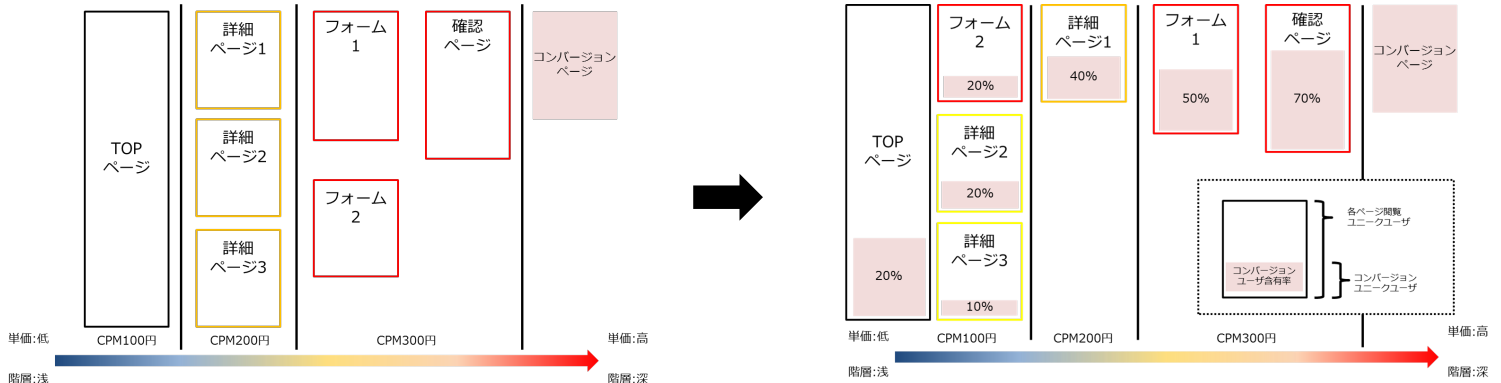 TOP
ページ
詳細
ページ1
詳細
ページ2
詳細
ページ3
フォーム
1
フォーム
2
確認
ページ
コンバージョン
ページ
単価:低
CPM100円
CPM200円
CPM300円
単価:高
階層:浅
階層:深
TOP
ページ
20%
フォーム
2
20%
詳細
ページ2
20%
詳細
ページ3
10%
詳細
ページ1
40%
フォーム
1
50%
確認
ページ
70%
コンバージョン
ページ
各ページ閲覧
ユニークユーザ
コンバージョン
ユーザ含有率
コンバージョン
ユニークユーザ
単価:低
CPM100円
CPM200円
CPM300円
単価:高
階層:浅
階層:深